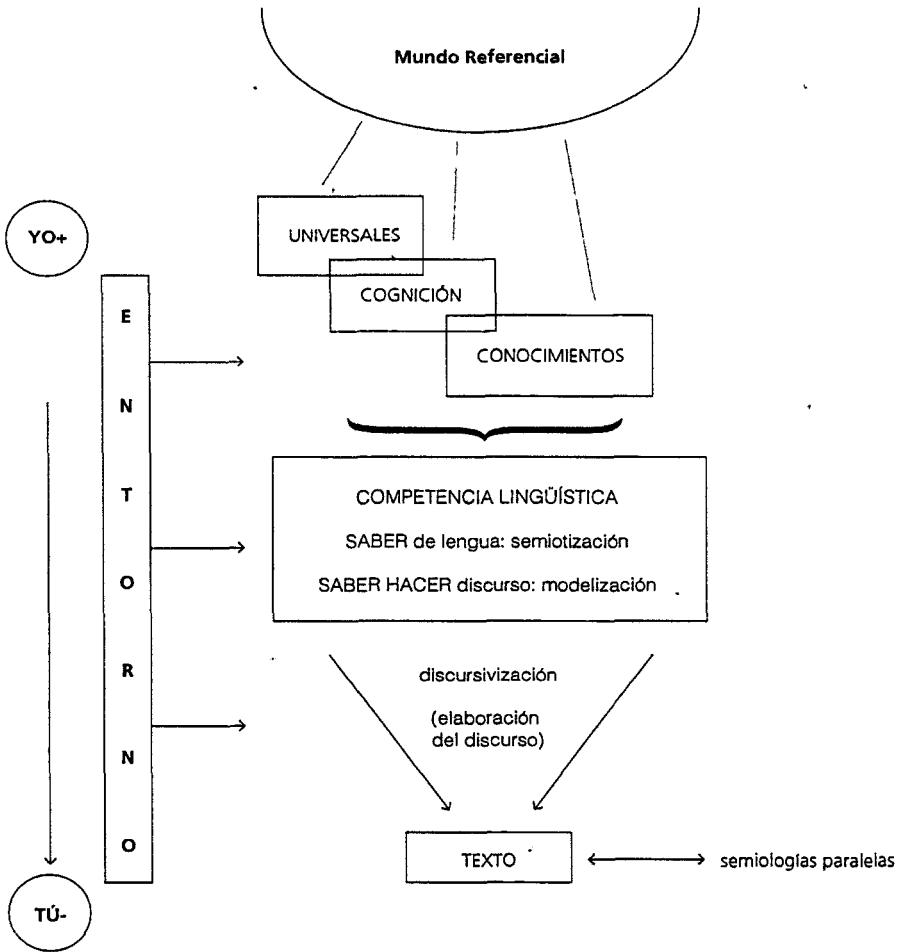 Mundo Referencial
YO+
UNIVERSALES
COGNICIÓN
CONOCIMIENTOS
E
N
T
O
R
N
O
COMPETENCIA LINGÜÍSTICA
SABER de lengua: semiotización
SABER HACER discurso: modelización
discursivización
(elaboración
del discurso)
TEXTO
semiologías paralelas
TÚ-